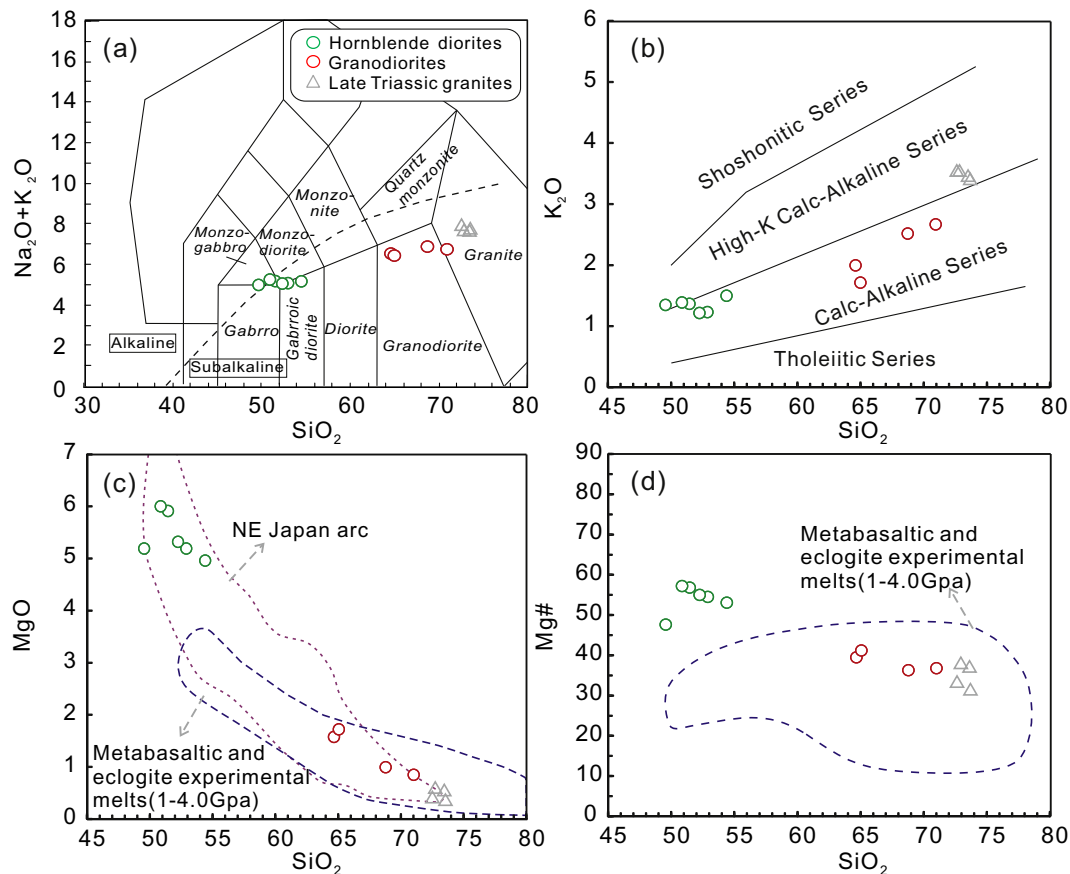 (a)
Hornblende diorites
Granodiorites
Late Triassic granites
18
16
14
12
10
8
6
4
2
0
Na₂O+K₂O
Quartz
monzonite
Monzo-
nite
Monzo-
gabbro
Monzo-
diorite
Granite
Alkaline
Gabrro
Subalkaline
Gabrroic
diorite
Diorite
Granodiorite
30
40
50
60
70
80
SiO₂
(b)
6
5
4
3
2
1
0
K₂O
Shoshonitic Series
High-K Calc-Alkaline Series
Calc-Alkaline Series
Tholeiitic Series
45
50
55
60
65
70
75
80
SiO₂
(c)
7
6
5
4
3
2
1
0
MgO
NE Japan arc
Metabasaltic and
eclogite experimental
melts(1-4.0Gpa)
45
50
55
60
65
70
75
80
SiO₂
(d)
90
80
70
60
50
40
30
20
10
0
Mg#
Metabasaltic and
eclogite experimental
melts(1-4.0Gpa)
45
50
55
60
65
70
75
80
SiO₂